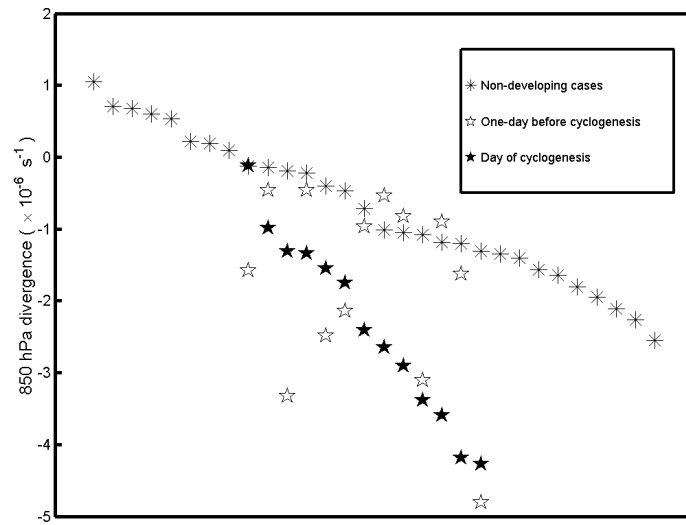 2
1
0
-1
-2
-3
-4
-5
850 hPa divergence ( × 10⁻⁶ s⁻¹ )
Non-developing cases
One-day before cyclogenesis
Day of cyclogenesis